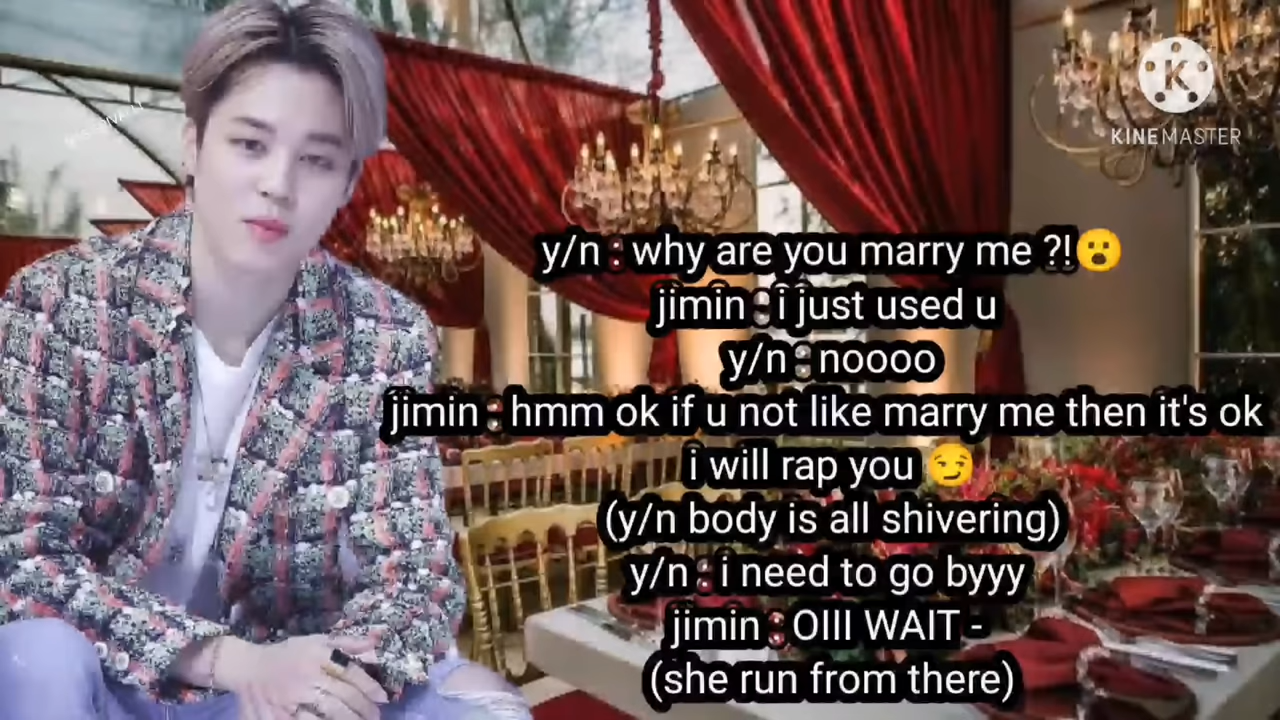 KINEMASTER
y/n : why are you marry me ?!😮
jimin : i just used u
y/n : noooo
jimin : hmm ok if u not like marry me then it's ok
i will rap you 😏
(y/n body is all shivering)
y/n : i need to go byyy
jimin : OIII WAIT -
(she run from there)